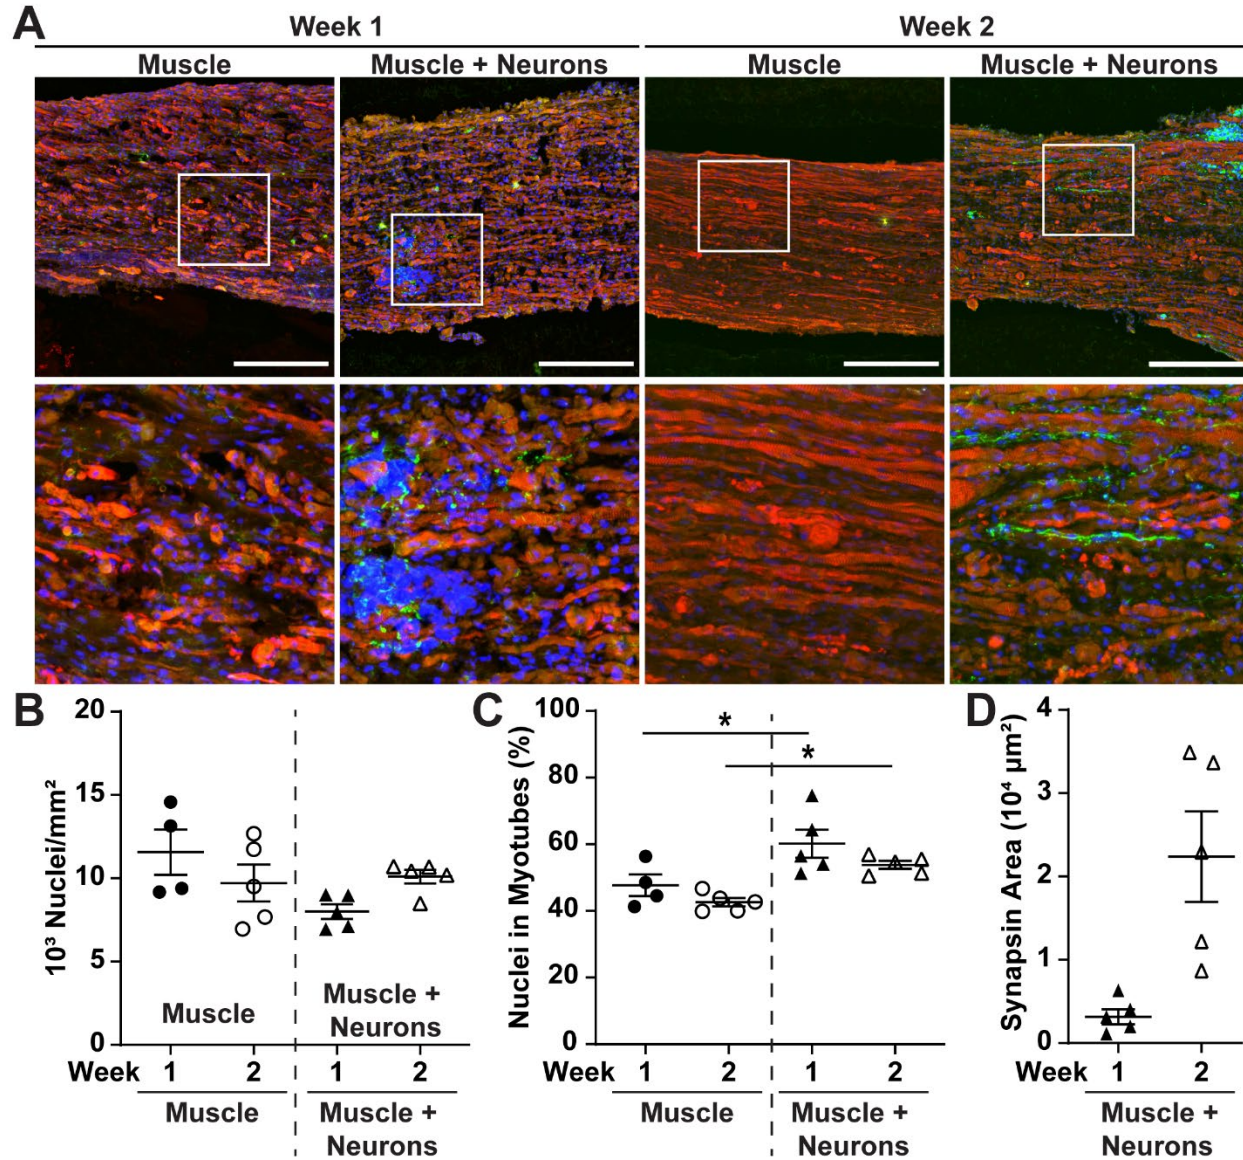 A
Week 1
Week 2
Muscle
Muscle + Neurons
Muscle
Muscle + Neurons
B
10³ Nuclei/mm²
20
15
10
5
0
Muscle
Muscle +
Neurons
Week 1 2 1 2
Muscle
Muscle +
Neurons
C
Nuclei in Myotubes (%)
100
80
60
40
20
0
*
*
Week 1 2 1 2
Muscle
Muscle +
Neurons
D
Synapsin Area (10⁴ µm²)
4
3
2
1
0
Week 1 2
Muscle +
Neurons